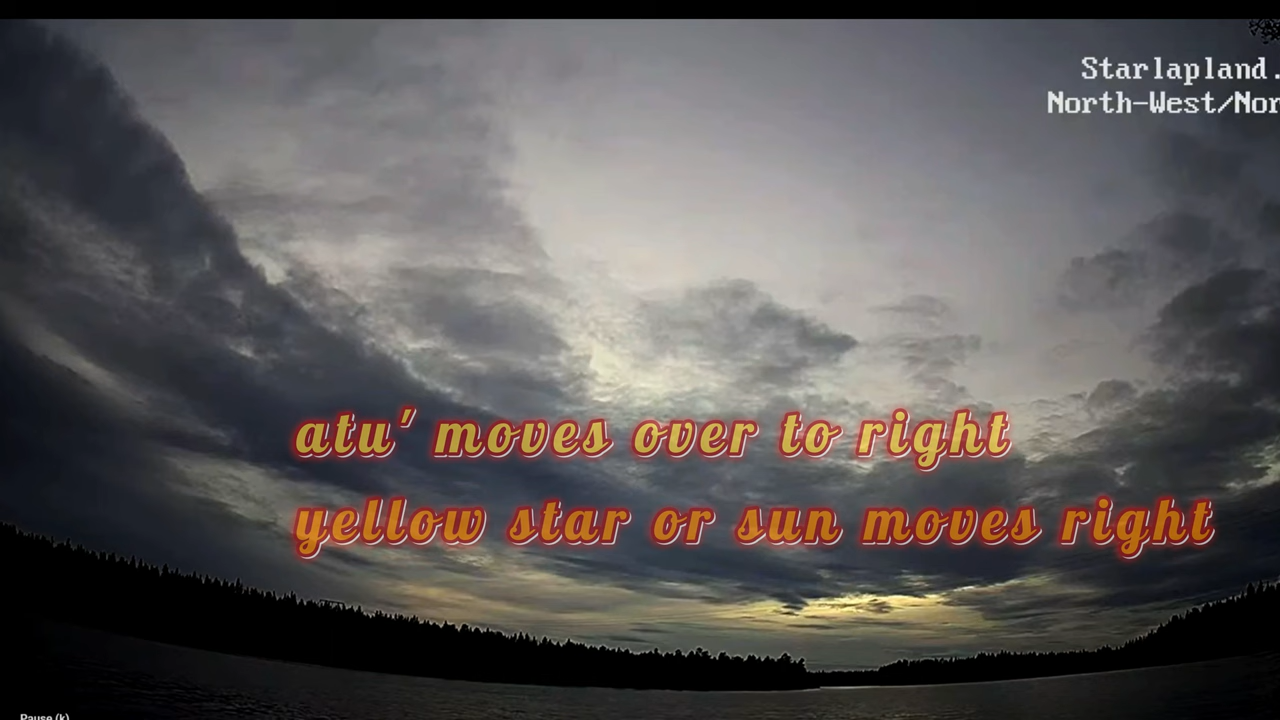 Starlapland.
North-West/Nor
atu' moves over to right
yellow star or sun moves right
Pause (k)